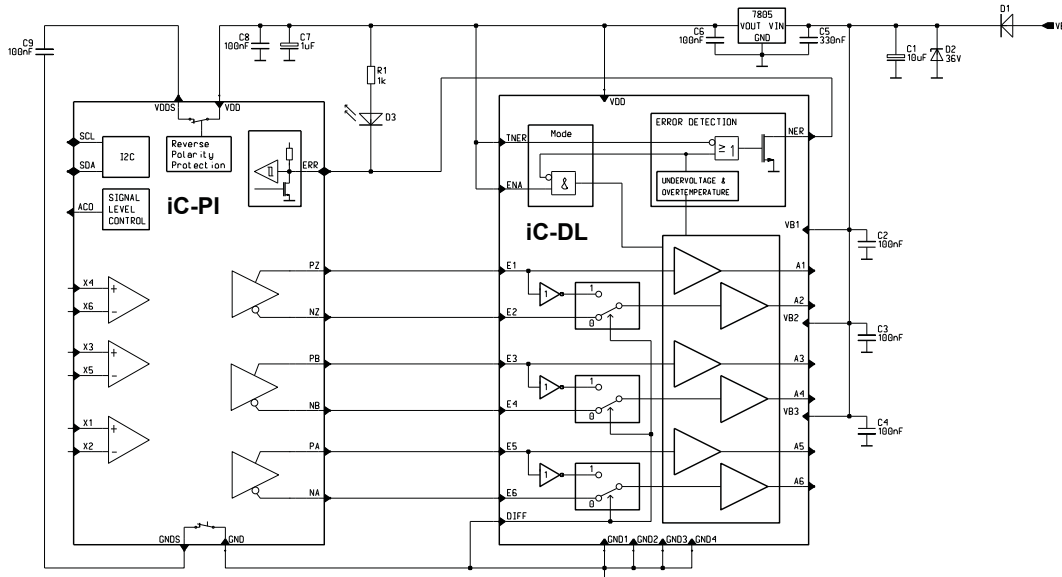 C9
100nF
C8
100nF
C7
1uF
C6
100nF
7805
VOUT VIN
GND
C5
330nF
C1
10uF
D2
36V
D1
R1
1k
D3
VDDS
VDD
VDD
SCL
SDA
I2C
Reverse
Polarity
Protection
ERR
TNER
Mode
ERROR DETECTION
NER
≥ 1
ACO
SIGNAL
LEVEL
CONTROL
iC-PI
ENA
&
UNDERVOLTAGE &
OVERTEMPERATURE
iC-DL
VB1
C2
100nF
X4
X6
PZ
NZ
E1
E2
1
1
0
A1
A2
VB2
C3
100nF
X3
X5
PB
NB
E3
E4
1
1
0
A3
A4
VB3
C4
100nF
X1
X2
PA
NA
E5
E6
1
1
0
A5
A6
DIFF
GNDS
GND
GND1
GND2
GND3
GND4